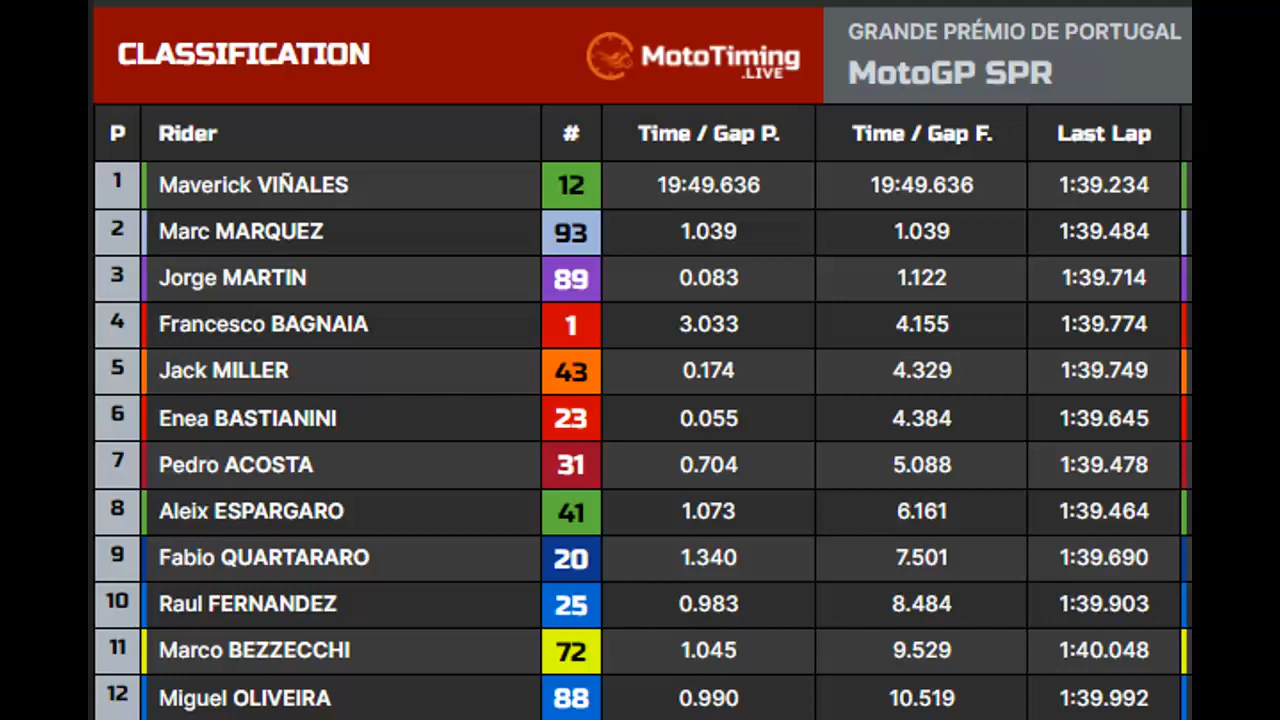 CLASSIFICATION
MotoTiming
.LIVE
GRANDE PRÉMIO DE PORTUGAL
MotoGP SPR
P Rider # Time / Gap P. Time / Gap F. Last Lap
1 Maverick VIÑALES 12 19:49.636 19:49.636 1:39.234
2 Marc MARQUEZ 93 1.039 1.039 1:39.484
3 Jorge MARTIN 89 0.083 1.122 1:39.714
4 Francesco BAGNAIA 1 3.033 4.155 1:39.774
5 Jack MILLER 43 0.174 4.329 1:39.749
6 Enea BASTIANINI 23 0.055 4.384 1:39.645
7 Pedro ACOSTA 31 0.704 5.088 1:39.478
8 Aleix ESPARGARO 41 1.073 6.161 1:39.464
9 Fabio QUARTARARO 20 1.340 7.501 1:39.690
10 Raul FERNANDEZ 25 0.983 8.484 1:39.903
11 Marco BEZZECCHI 72 1.045 9.529 1:40.048
12 Miguel OLIVEIRA 88 0.990 10.519 1:39.992